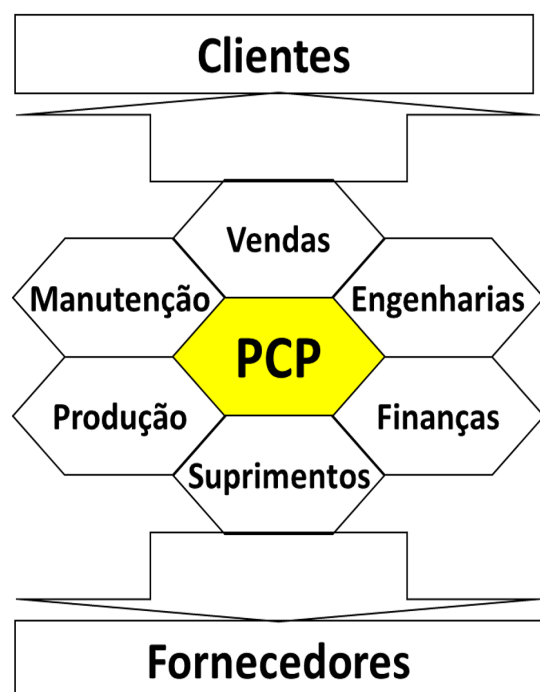 Clientes
Vendas
Manutenção
Engenharias
PCP
Produção
Finanças
Suprimentos
Fornecedores